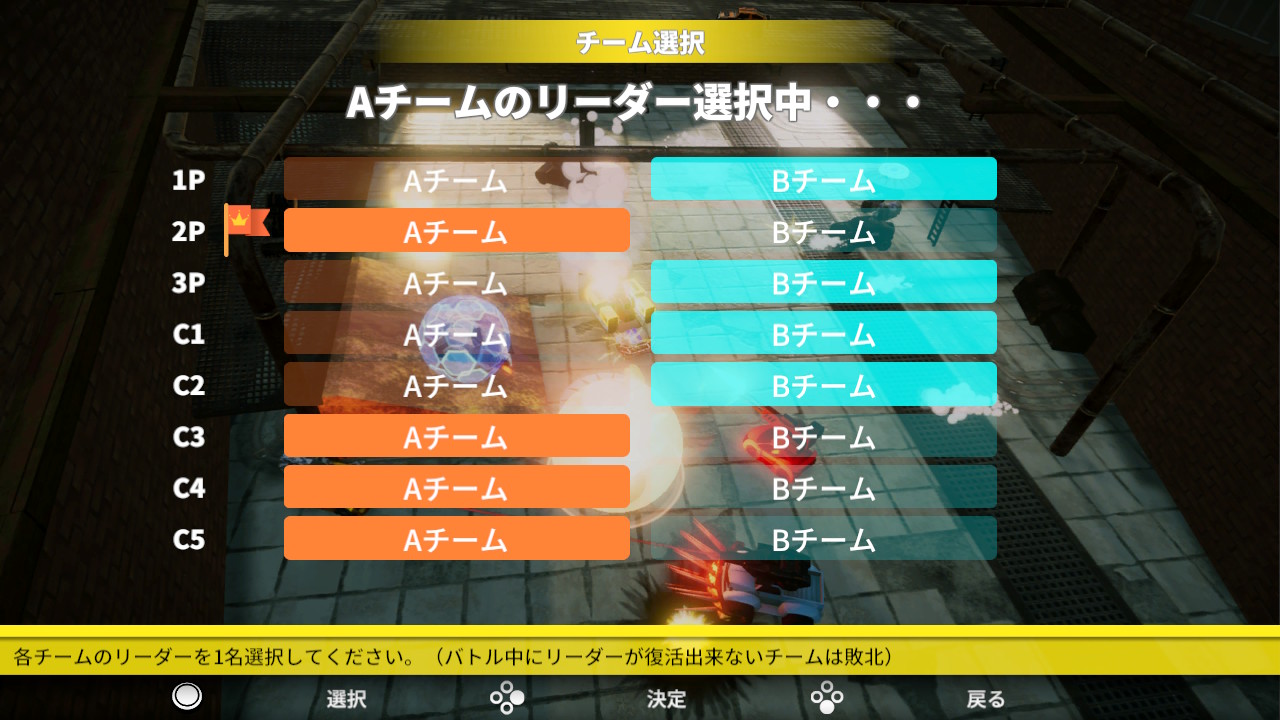 チーム選択
Aチームのリーダー選択中・・・
1P Aチーム Bチーム
2P Aチーム Bチーム
3P Aチーム Bチーム
C1 Aチーム Bチーム
C2 Aチーム Bチーム
C3 Aチーム Bチーム
C4 Aチーム Bチーム
C5 Aチーム Bチーム
各チームのリーダーを1名選択してください。（バトル中にリーダーが復活出来ないチームは敗北）
選択 決定 戻る